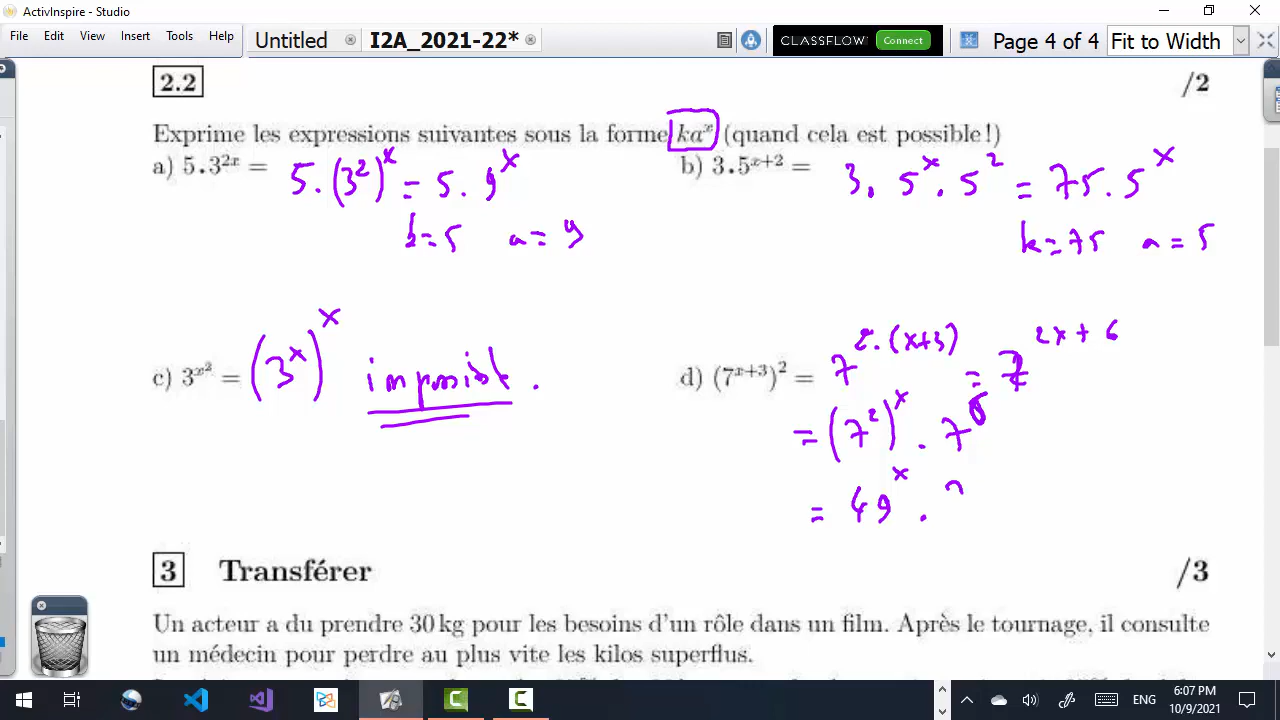 ActivInspire - Studio
File Edit View Insert Tools Help
Untitled
I2A_2021-22*
CLASSFLOW Connect
Page 4 of 4
Fit to Width
2.2 /2
Exprime les expressions suivantes sous la forme ka^x (quand cela est possible!)
a) 5.3^{2x} = 5.(3^2)^x = 5.9^x
k=5 a=9
b) 3.5^{x+2} = 3.5^x.5^2 = 75.5^x
k=75 a=5
c) 3^{x^2} = (3^x)^x impossible.
d) (7^{x+3})^2 = 7^{2.(x+3)} = 7^{2x+6}
= (7^2)^x . 7^6
= 49^x .
3 Transférer /3
Un acteur a du prendre 30 kg pour les besoins d'un rôle dans un film. Après le tournage, il consulte
un médecin pour perdre au plus vite les kilos superflus.
ENG
6:07 PM
10/9/2021